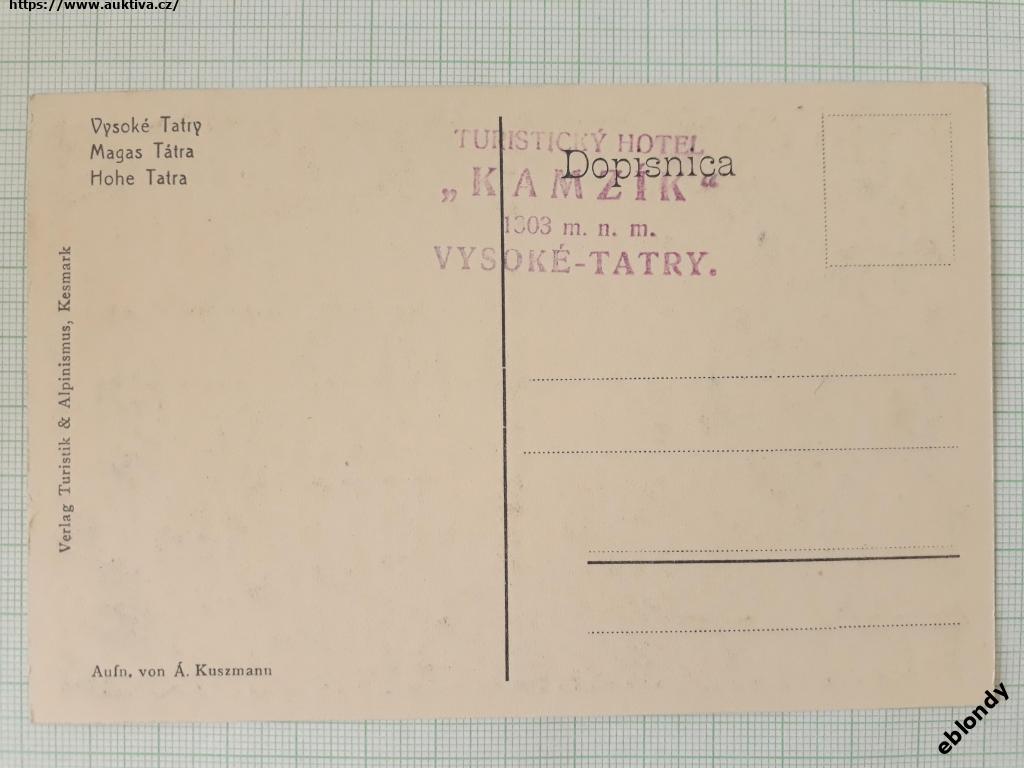 https://www.auktiva.cz/
Vysoké Tatry
Magas Tátra
Hohe Tatra
TURISTICKÝ HOTEL
Dopisnica
„KAMZÍK“
1303 m. n. m.
VYSOKÉ-TATRY.
Verlag Turistik & Alpinismus, Kesmark
Aufn. von Á. Kuszmann
eblondy